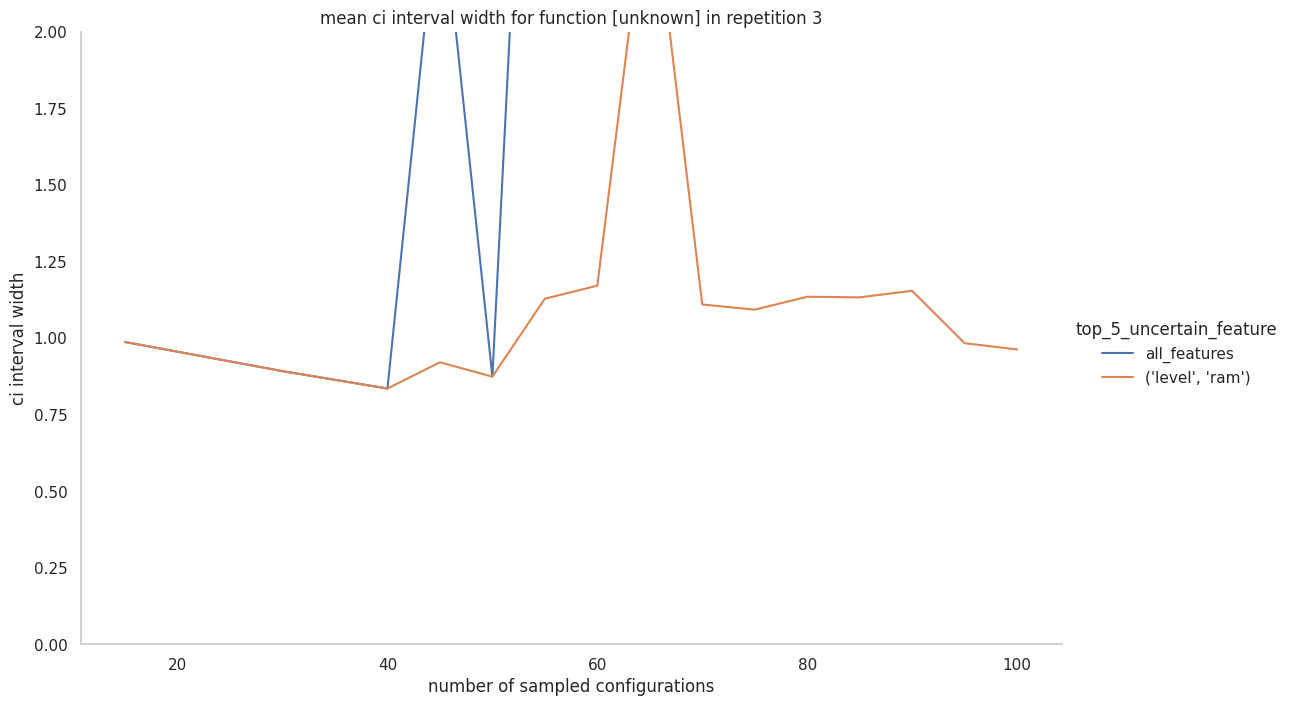 mean ci interval width for function [unknown] in repetition 3
2.00
1.75
1.50
1.25
1.00
0.75
0.50
0.25
0.00
ci interval width
20
40
60
80
100
number of sampled configurations
top_5_uncertain_feature
all_features
('level', 'ram')